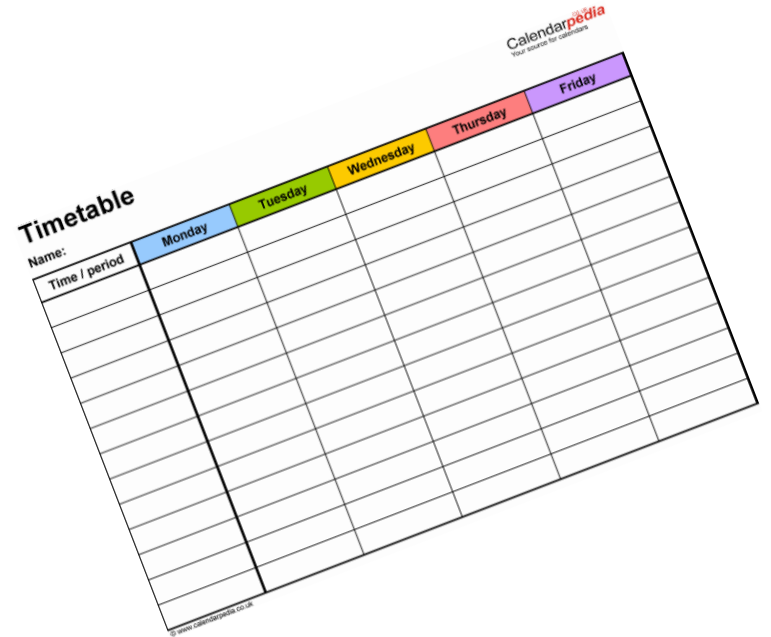 Calendarpedia
co.uk
Your source for calendars
Timetable
Name:
Time / period Monday Tuesday Wednesday Thursday Friday
© www.calendarpedia.co.uk